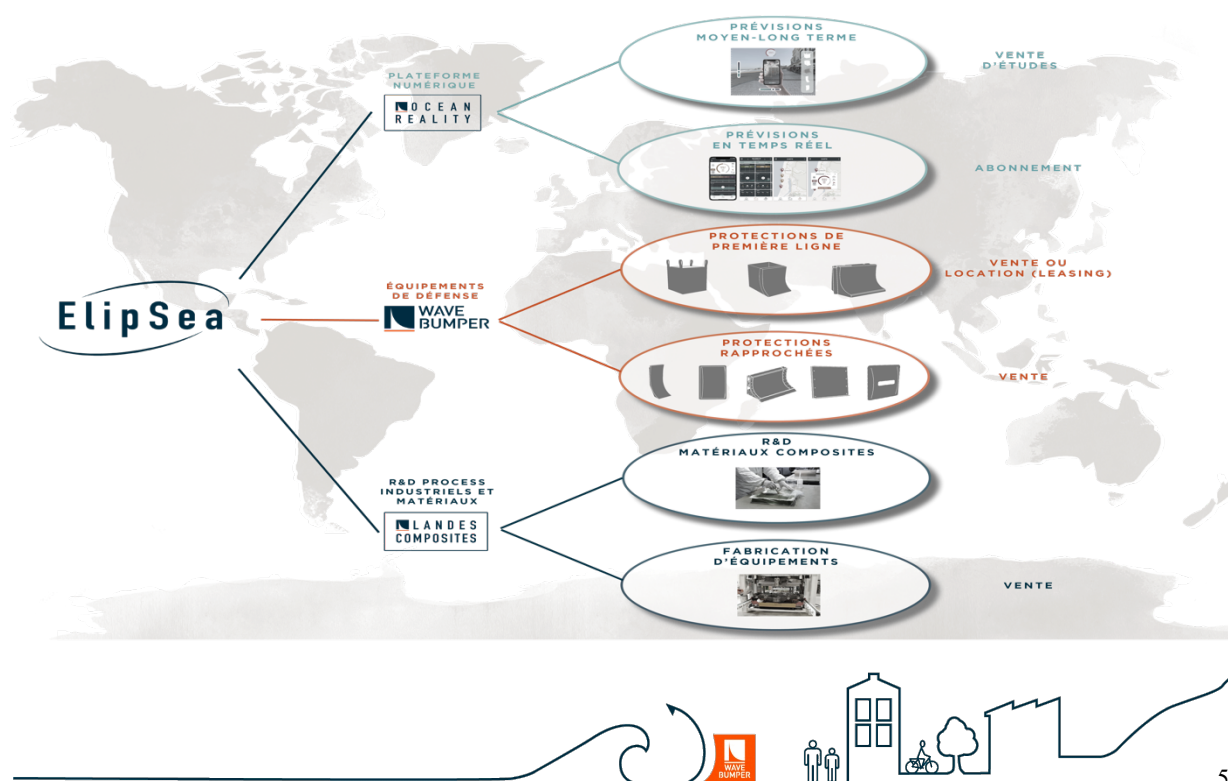 PRÉVISIONS
MOYEN-LONG TERME
VENTE
D'ÉTUDES
PLATEFORME
NUMÉRIQUE
OCEAN
REALITY
PRÉVISIONS
EN TEMPS RÉEL
ABONNEMENT
PROTECTIONS DE
PREMIÈRE LIGNE
VENTE OU
LOCATION (LEASING)
ElipSea
ÉQUIPEMENTS
DE DÉFENSE
WAVE
BUMPER
PROTECTIONS
RAPPROCHÉES
VENTE
R&D
MATÉRIAUX COMPOSITES
R&D PROCESS
INDUSTRIELS ET
MATÉRIAUX
LANDES
COMPOSITES
FABRICATION
D'ÉQUIPEMENTS
VENTE
WAVE
BUMPER
5